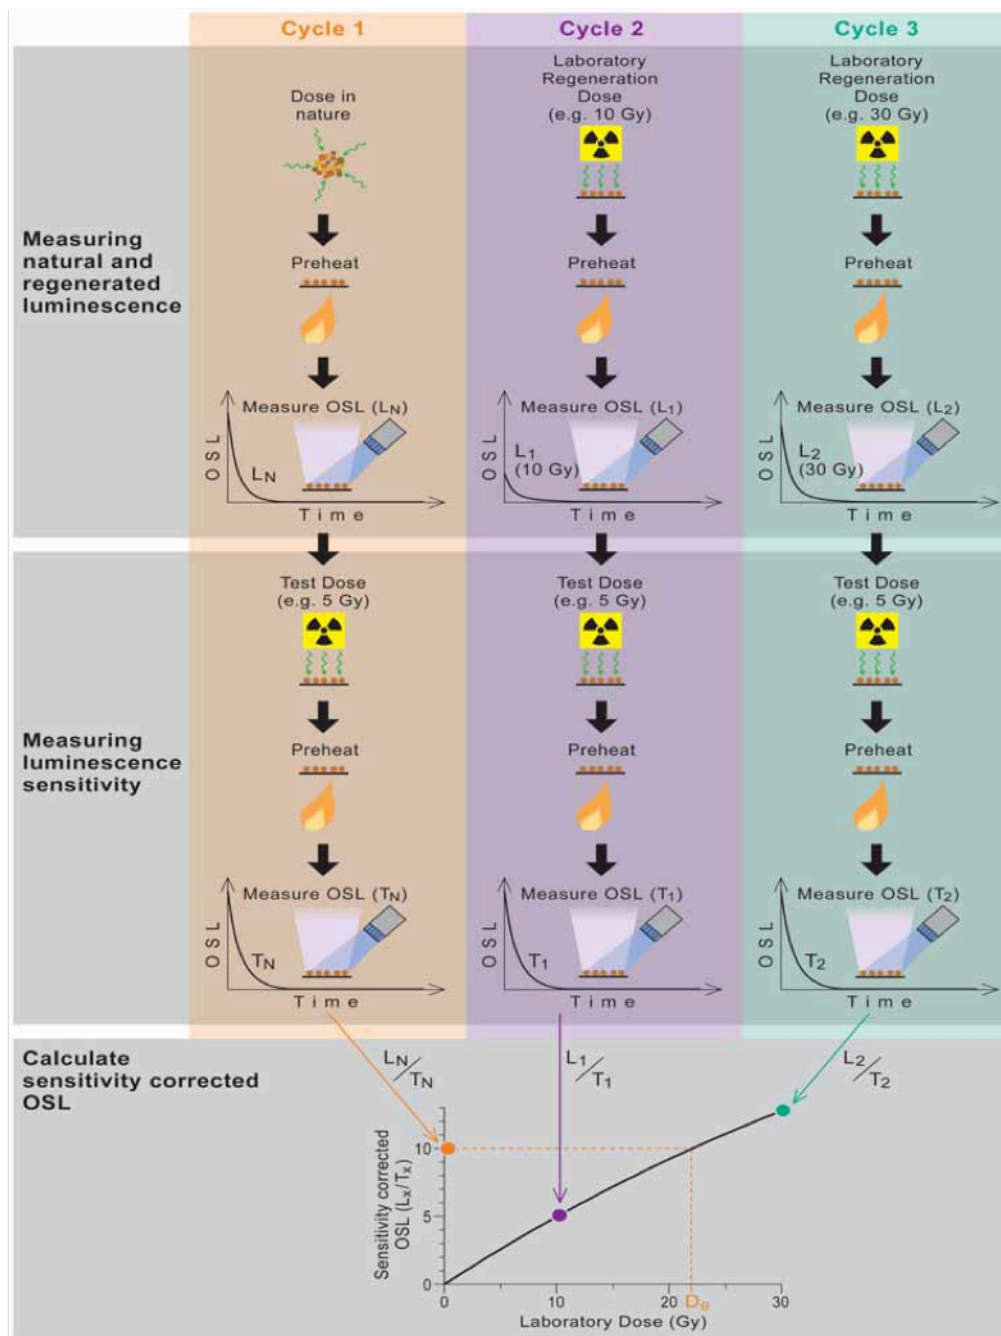 Cycle 1
Cycle 2
Cycle 3
Measuring
natural and
regenerated
luminescence
Dose in
nature
Laboratory
Regeneration
Dose
(e.g. 10 Gy)
Laboratory
Regeneration
Dose
(e.g. 30 Gy)
Preheat
Preheat
Preheat
Measure OSL (LN)
OSL
LN
Time
Measure OSL (L1)
OSL
L1
(10 Gy)
Time
Measure OSL (L2)
OSL
L2
(30 Gy)
Time
Measuring
luminescence
sensitivity
Test Dose
(e.g. 5 Gy)
Test Dose
(e.g. 5 Gy)
Test Dose
(e.g. 5 Gy)
Preheat
Preheat
Preheat
Measure OSL (TN)
OSL
TN
Time
Measure OSL (T1)
OSL
T1
Time
Measure OSL (T2)
OSL
T2
Time
Calculate
sensitivity corrected
OSL
LN/TN
L1/T1
L2/T2
Sensitivity corrected
OSL (Lx/Tx)
10
5
0
0
10
20
De
30
Laboratory Dose (Gy)